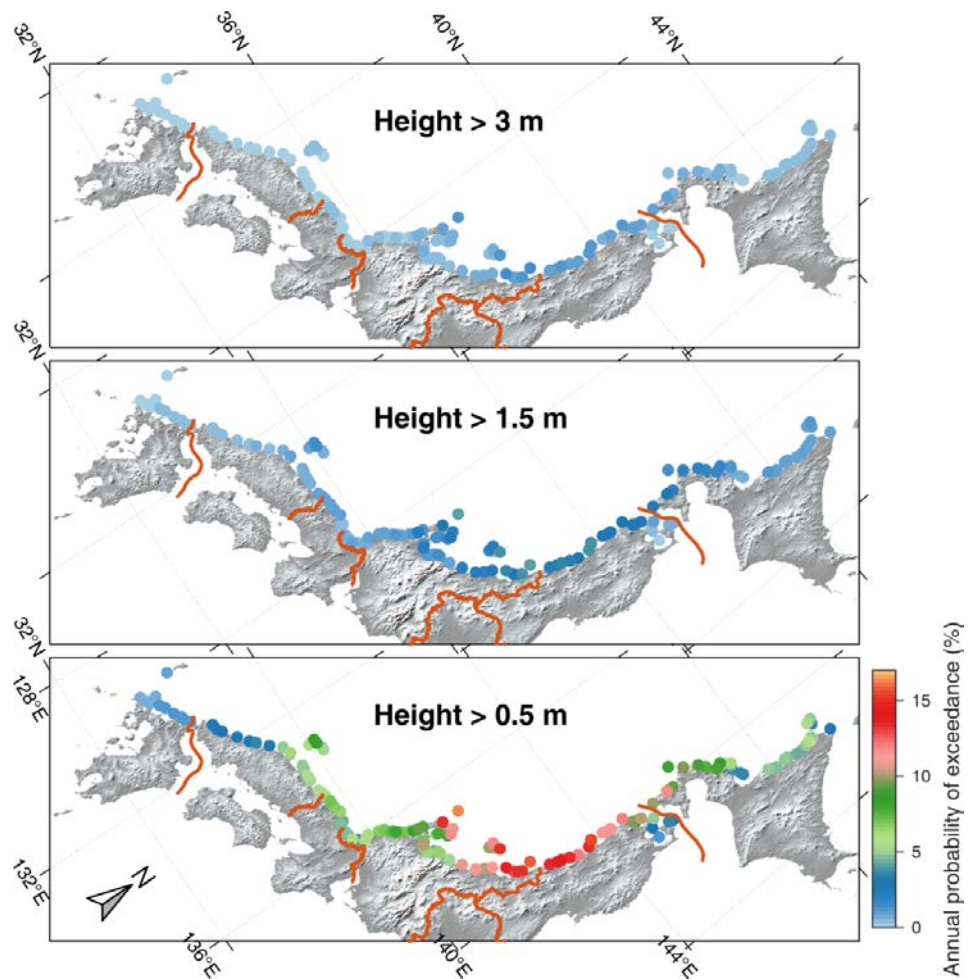 32°N
36°N
40°N
44°N
Height > 3 m
32°N
Height > 1.5 m
32°N
128°E
Height > 0.5 m
132°E
N
136°E
140°E
144°E
15
10
5
0
Annual probability of exceedance (%)